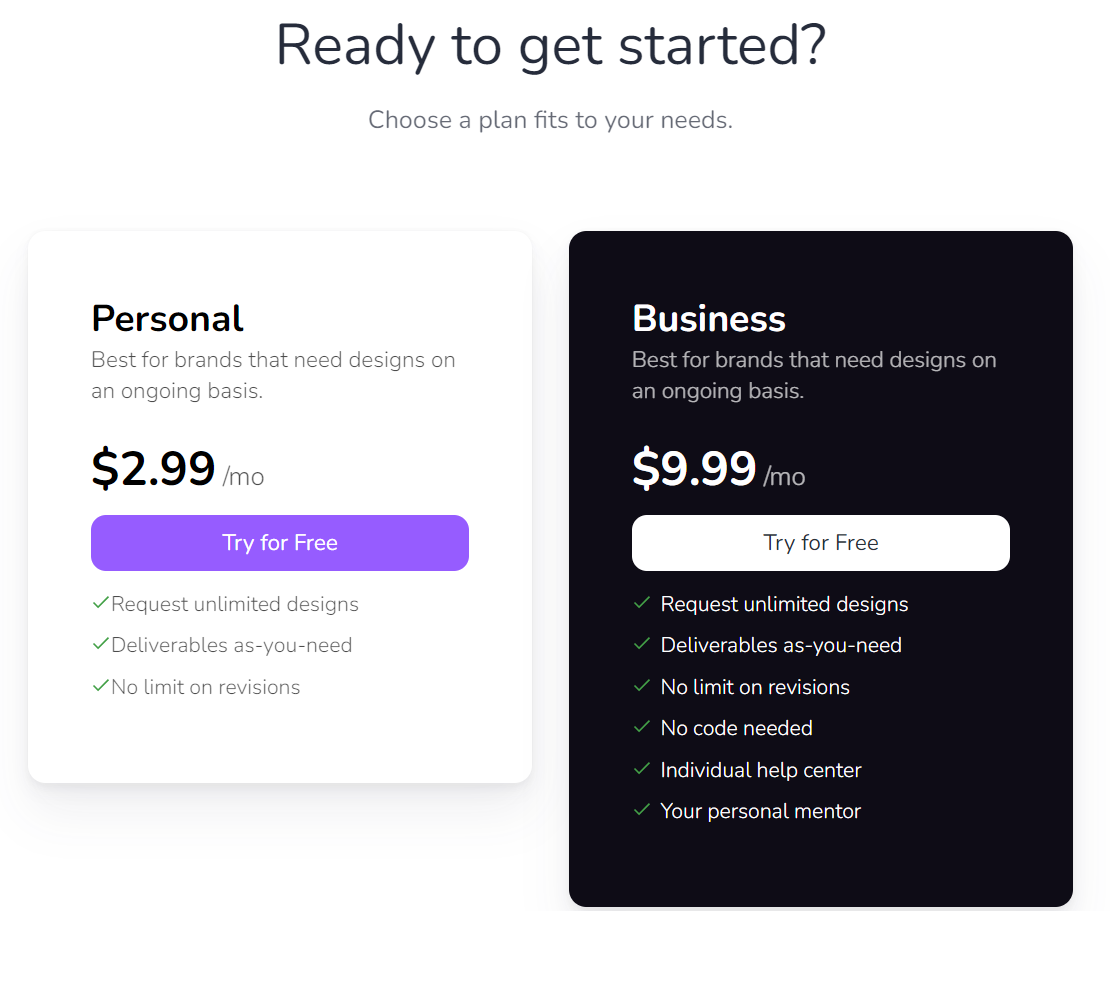 Ready to get started?
Choose a plan fits to your needs.
Personal
Best for brands that need designs on
an ongoing basis.
$2.99 /mo
Try for Free
Request unlimited designs
Deliverables as-you-need
No limit on revisions
Business
Best for brands that need designs on
an ongoing basis.
$9.99 /mo
Try for Free
Request unlimited designs
Deliverables as-you-need
No limit on revisions
No code needed
Individual help center
Your personal mentor